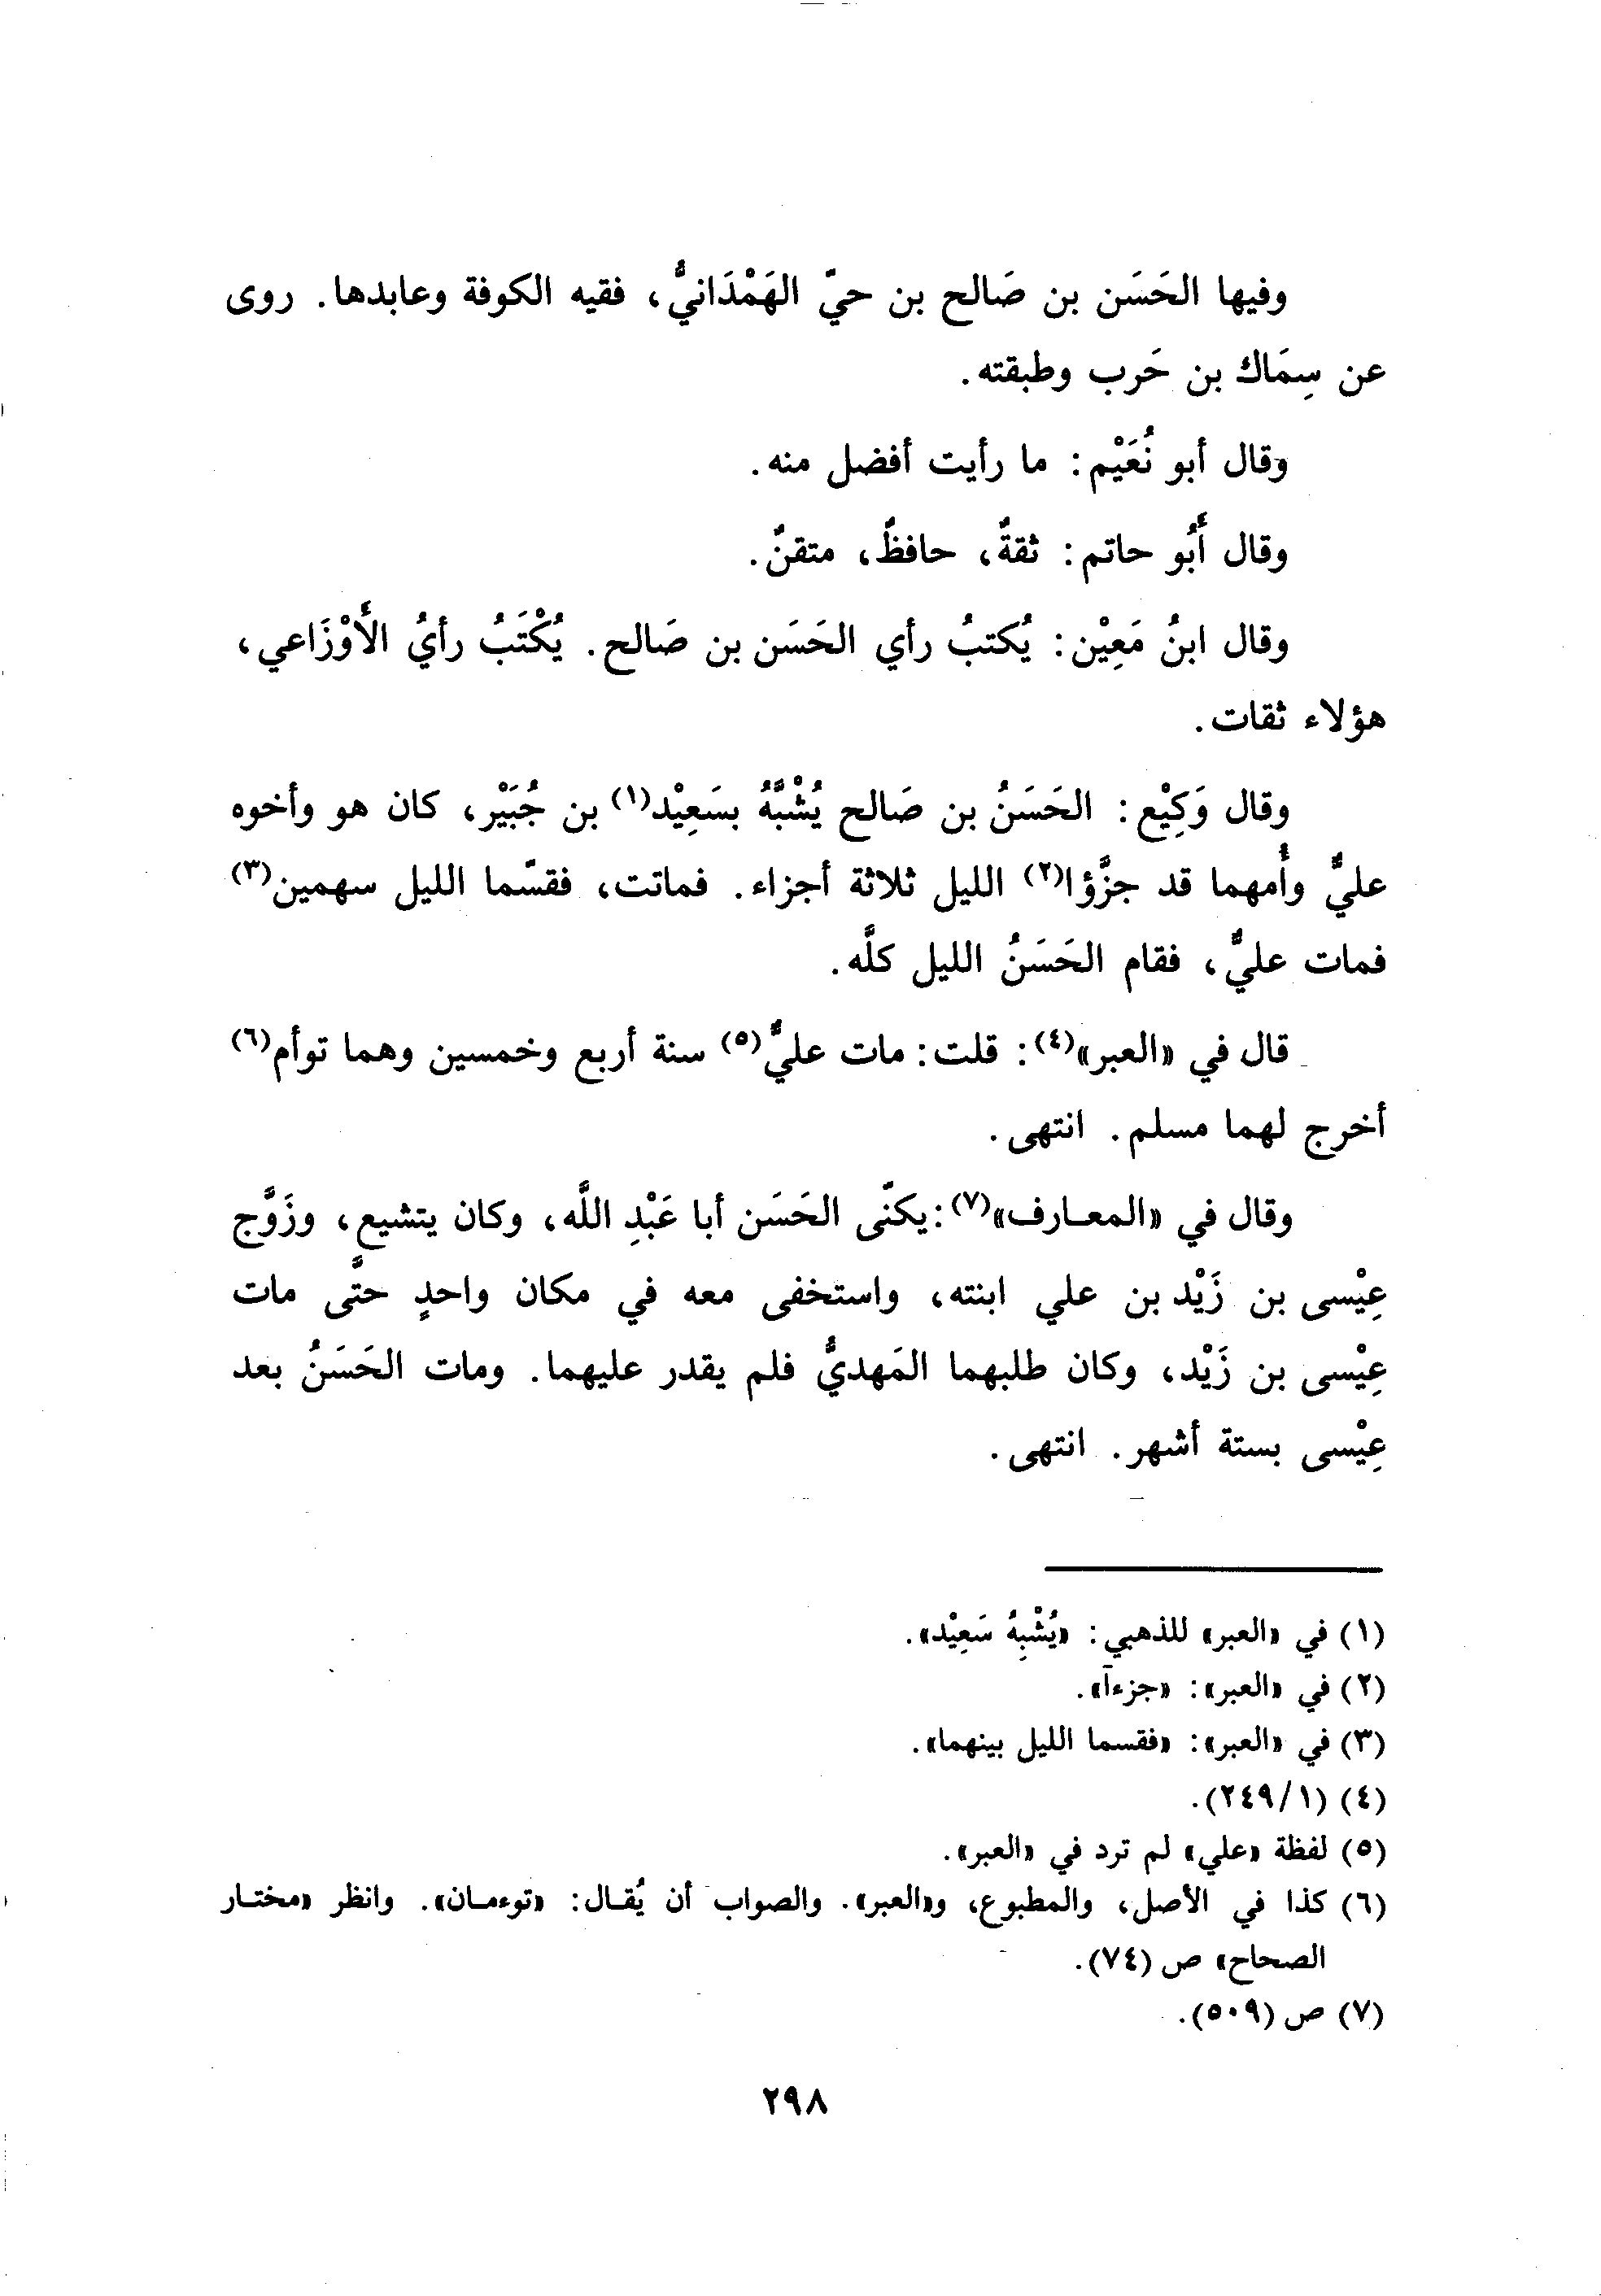 وفيها الحَسَن بن صَالح بن حيّ الهَمْدَانيُّ، فقيه الكوفة وعابدها. روى
عن سِمَاك بن حَرب وطبقته.
وقال أبو نُعَيْم: ما رأيت أفضل منه.
وقال أَبُو حاتم: ثقةٌ، حافظٌ، متقنٌ.
وقال ابنُ مَعِيْن: يُكتبُ رأي الحَسَن بن صَالح. يُكْتَبُ رأيُ الأَوْزَاعي،
هؤلاء ثقات.
وقال وَكِيْع: الحَسَنُ بن صَالح يُشْبَّهُ بسَعِيْد(١) بن جُبَيْر، كان هو وأخوه
عليٌّ وأُمهما قد جزَّؤا(٢) الليل ثلاثة أجزاء. فماتت، فقسّما الليل سهمين(٣)
فمات عليٌّ، فقام الحَسَنُ الليل كلَّه.
قال في «العبر»(٤): قلت: مات عليٌّ(٥) سنة أربع وخمسين وهما توأم(٦)
أخرج لهما مسلم. انتهى.
وقال في «المعـارف»(٧): يكنّى الحَسَن أبا عَبْدِ اللَّه، وكان يتشيع، وزَوَّج
عِيْسى بن زَيْد بن علي ابنته، واستخفى معه في مكان واحدٍ حتَّى مات
عِيْسى بن زَيْد، وكان طلبهما المَهديُّ فلم يقدر عليهما. ومات الحَسَنُ بعد
عِيْسى بستة أشهر. انتهى.
(١) في «العبر» للذهبي: «يُشْبِهُ سَعِيْد».
(٢) في «العبر»: «جزءآ».
(٣) في «العبر»: «فقسما الليل بينهما».
(٤) (١/٢٤٩).
(٥) لفظة «علي» لم ترد في «العبر».
(٦) كذا في الأصل، والمطبوع، و«العبر». والصواب أن يُقـال: «توءمـان». وانظر «مختـار
الصحاح» ص (٧٤).
(٧) ص (٥٠٩).
٢٩٨